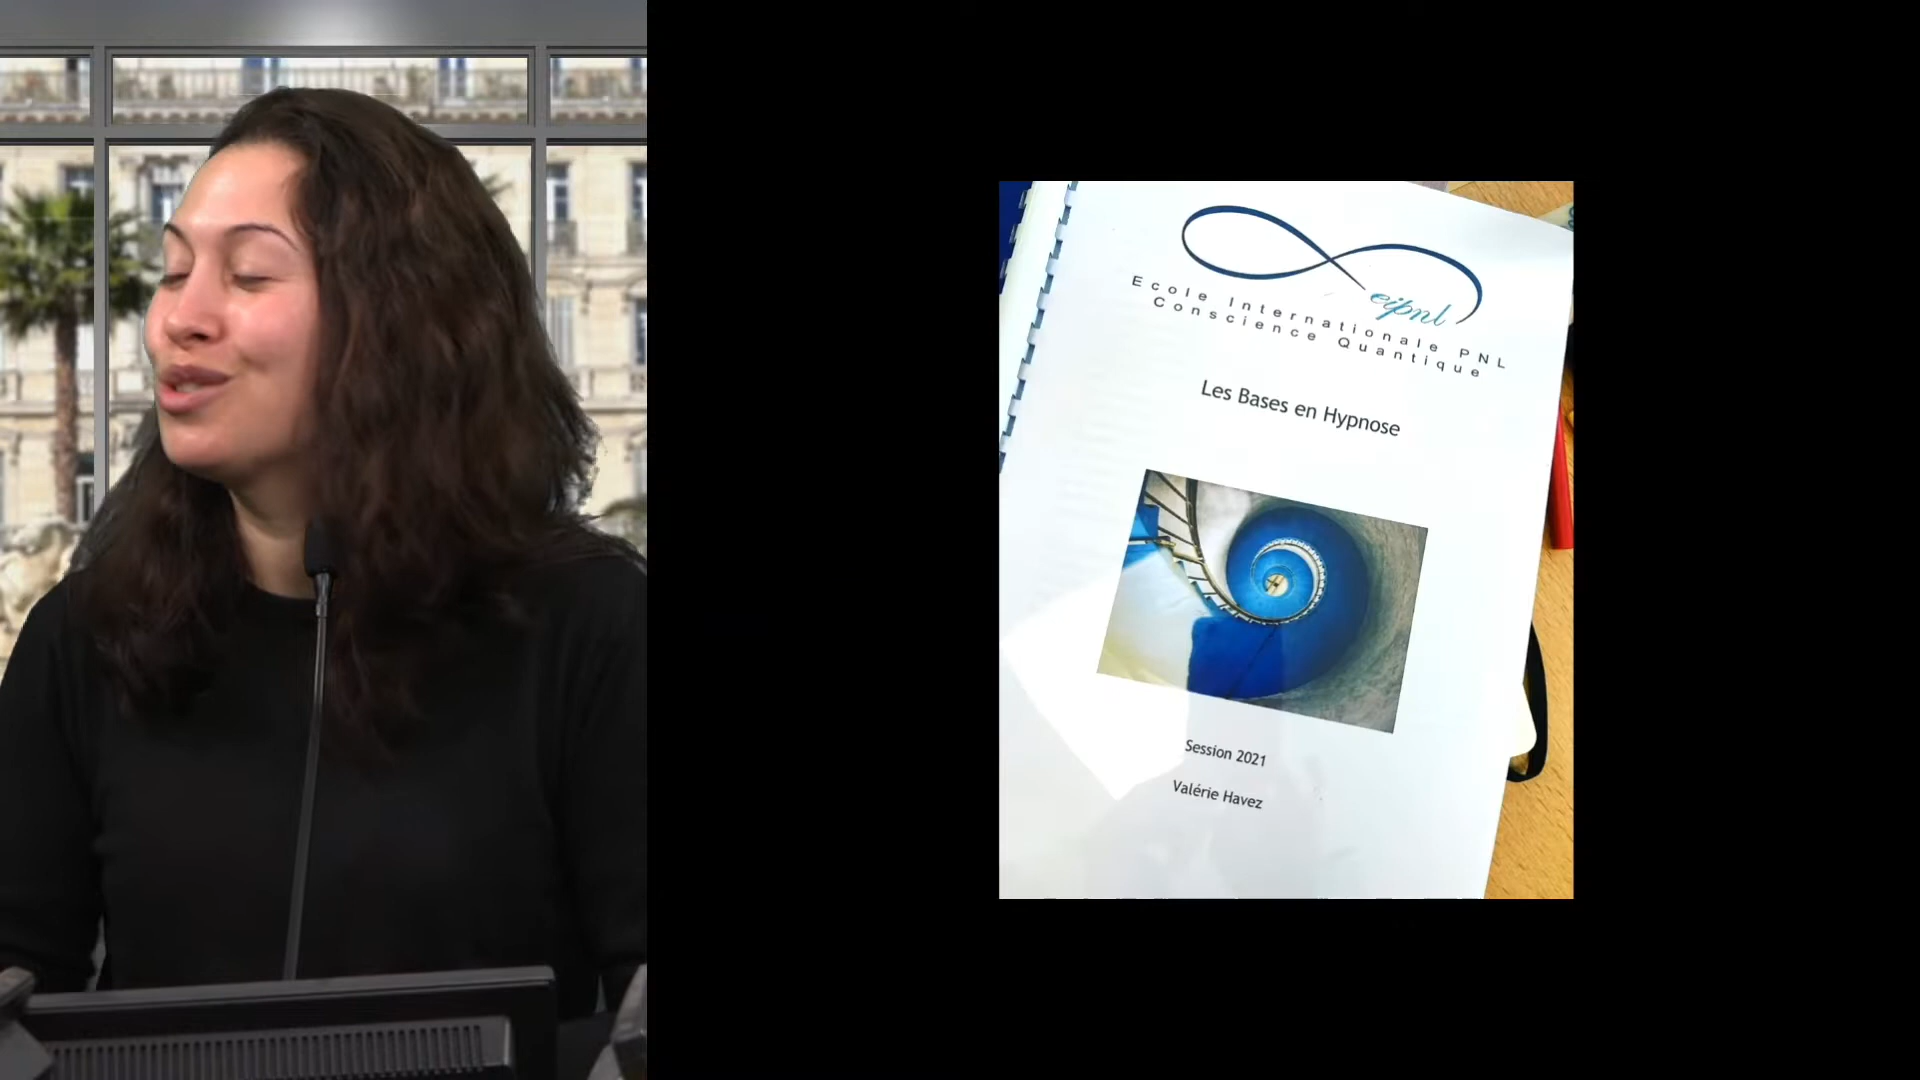 eipnl
Ecole Internationale PNL
Conscience Quantique
Les Bases en Hypnose
Session 2021
Valérie Havez